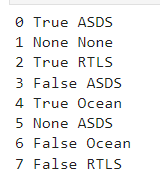 0 True ASDS
1 None None
2 True RTLS
3 False ASDS
4 True Ocean
5 None ASDS
6 False Ocean
7 False RTLS